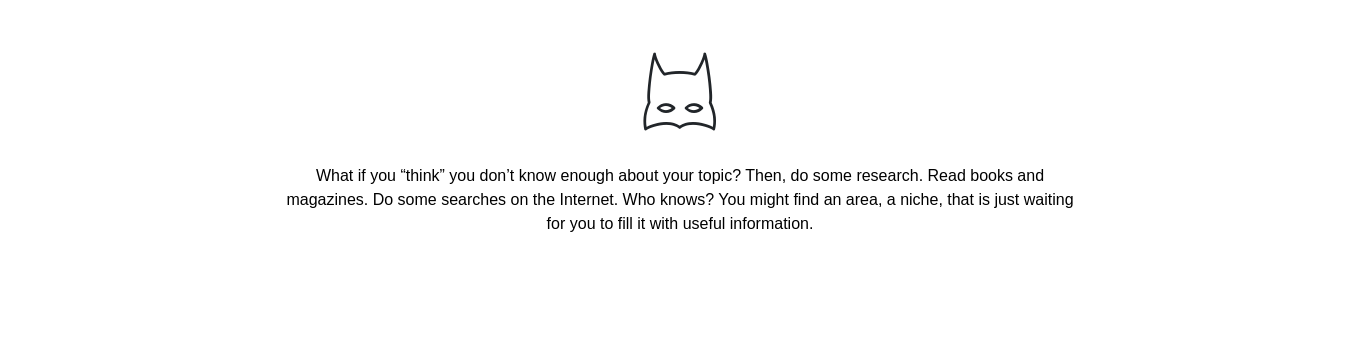 What if you “think” you don’t know enough about your topic? Then, do some research. Read books and
magazines. Do some searches on the Internet. Who knows? You might find an area, a niche, that is just waiting
for you to fill it with useful information.